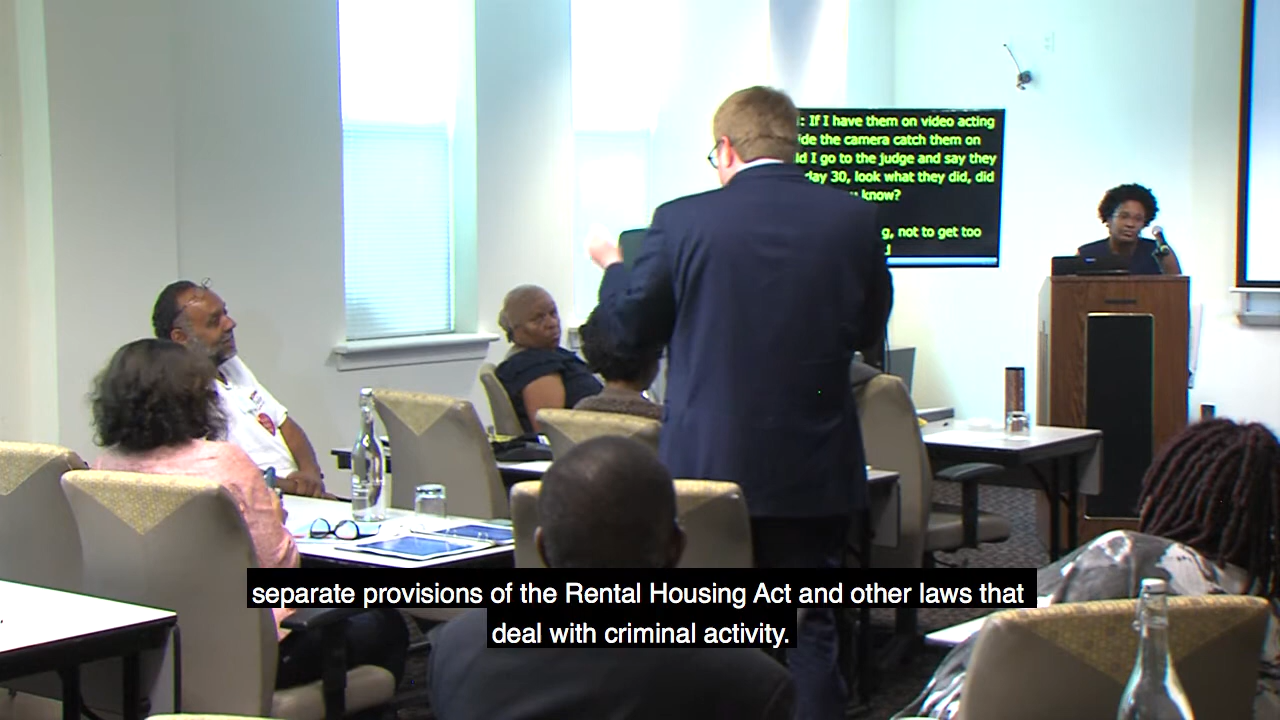 : If I have them on video acting
the camera catch them on
I go to the judge and say they
day 30, look what they did, did
know?
not to get too
separate provisions of the Rental Housing Act and other laws that
deal with criminal activity.